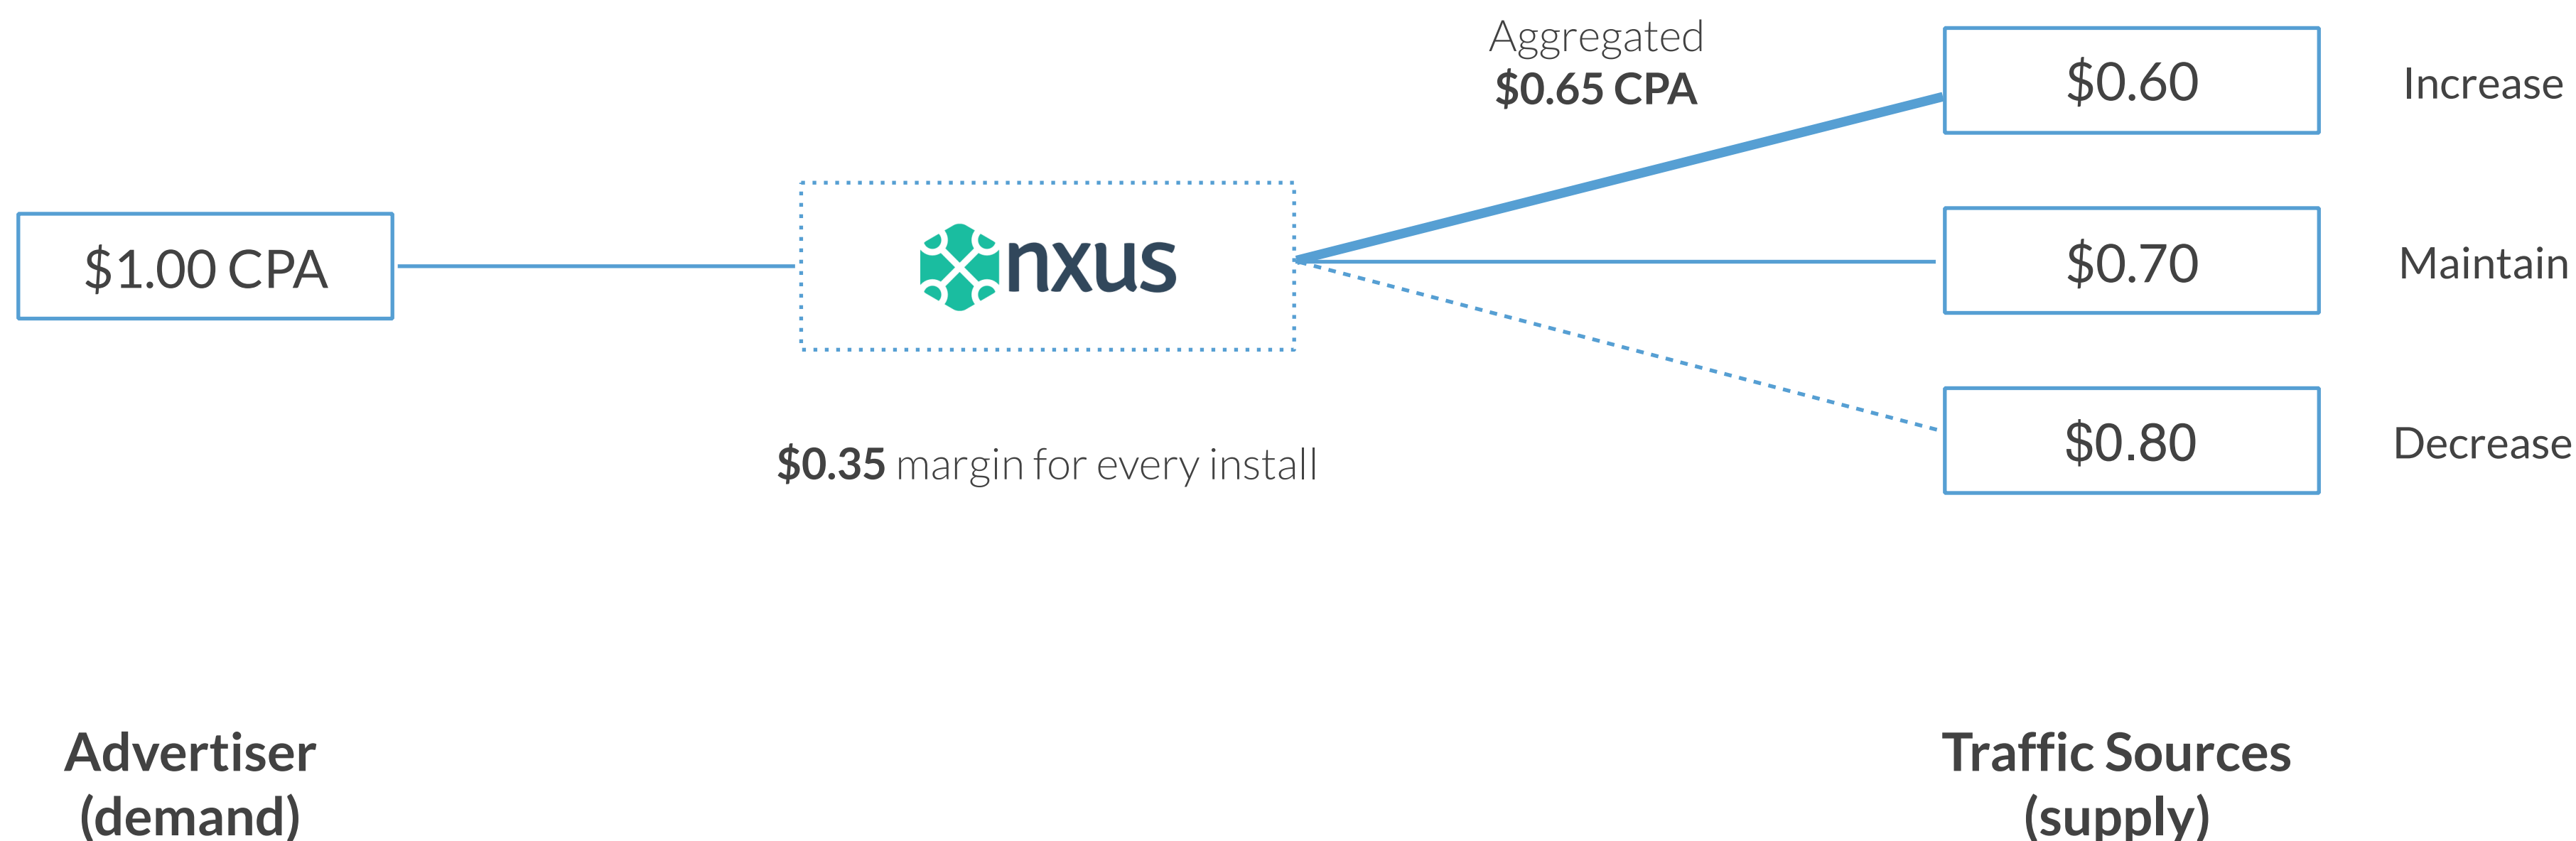 Aggregated
$0.65 CPA
$0.60
Increase
$1.00 CPA
nxus
$0.70
Maintain
$0.35 margin for every install
$0.80
Decrease
Advertiser
(demand)
Traffic Sources
(supply)